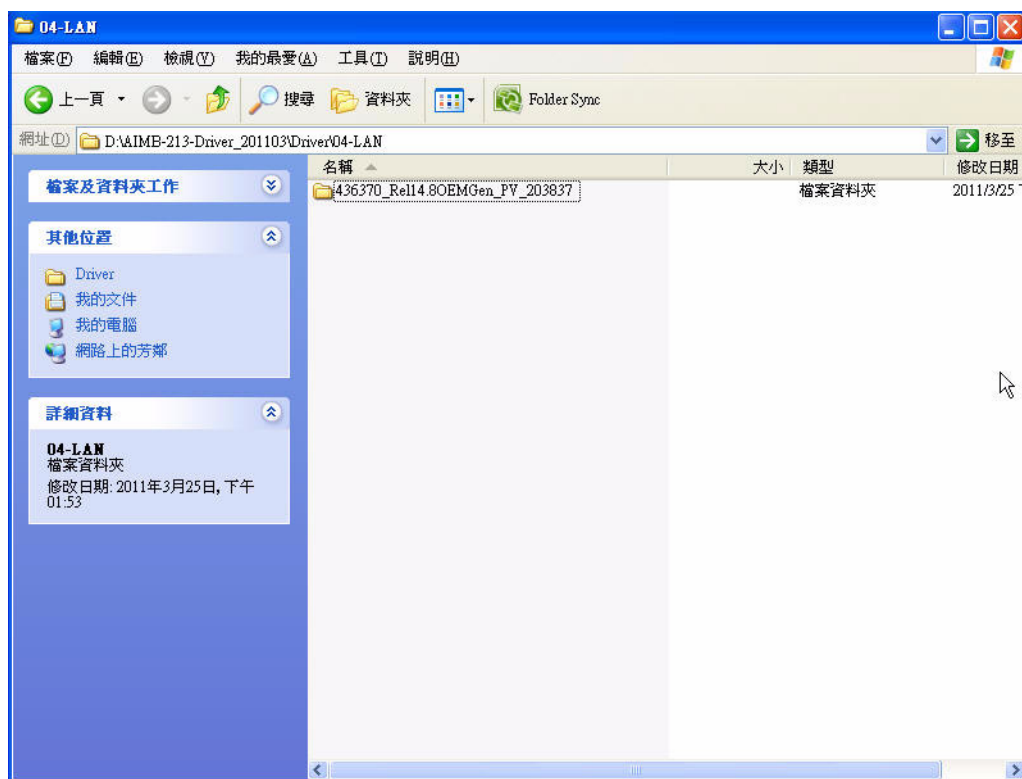 04-LAN
檔案(F) 編輯(E) 檢視(V) 我的最愛(A) 工具(T) 說明(H)
上一頁 搜尋 資料夾 Folder Sync
網址(D) D:\AIMB-213-Driver_201103\Driver\04-LAN 移至
名稱 大小 類型 修改日期
436370_Rel14.8OEMGen_PV_203837 檔案資料夾 2011/3/25
檔案及資料夾工作
其他位置
Driver
我的文件
我的電腦
網路上的芳鄰
詳細資料
04-LAN
檔案資料夾
修改日期: 2011年3月25日, 下午
01:53